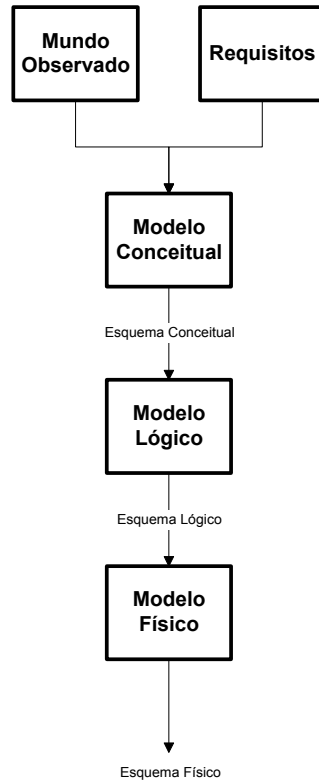 Mundo
Observado
Requisitos
Modelo
Conceitual
Esquema Conceitual
Modelo
Lógico
Esquema Lógico
Modelo
Físico
Esquema Físico